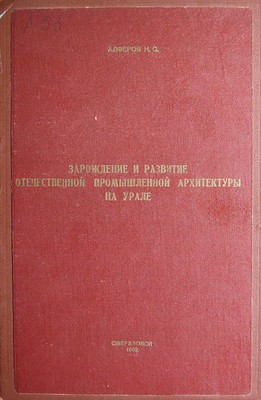 АЛФЕРОВ Н. С.
ЗАРОЖДЕНИЕ И РАЗВИТИЕ
ОТЕЧЕСТВЕННОЙ ПРОМЫШЛЕННОЙ АРХИТЕКТУРЫ
НА УРАЛЕ
СВЕРДЛОВСК